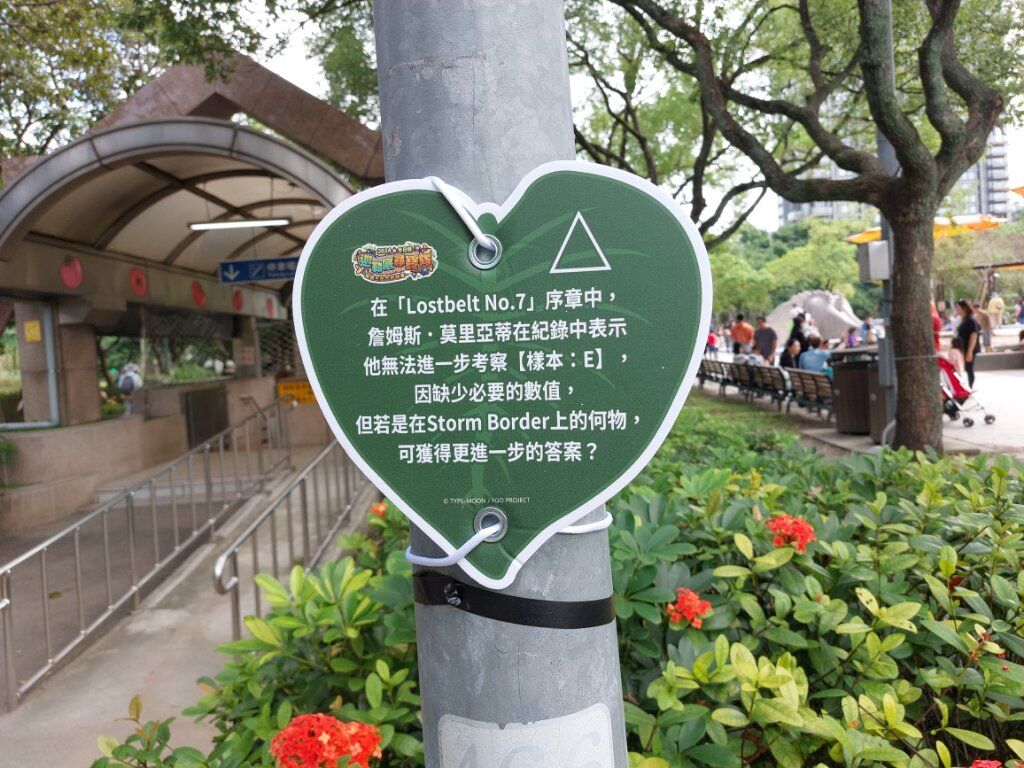 在「Lostbelt No.7」序章中，
詹姆斯·莫里亞蒂在紀錄中表示
他無法進一步考察【樣本：E】，
因缺少必要的數值，
但若是在Storm Border上的何物，
可獲得更進一步的答案？
© TYPE-MOON / FGO PROJECT